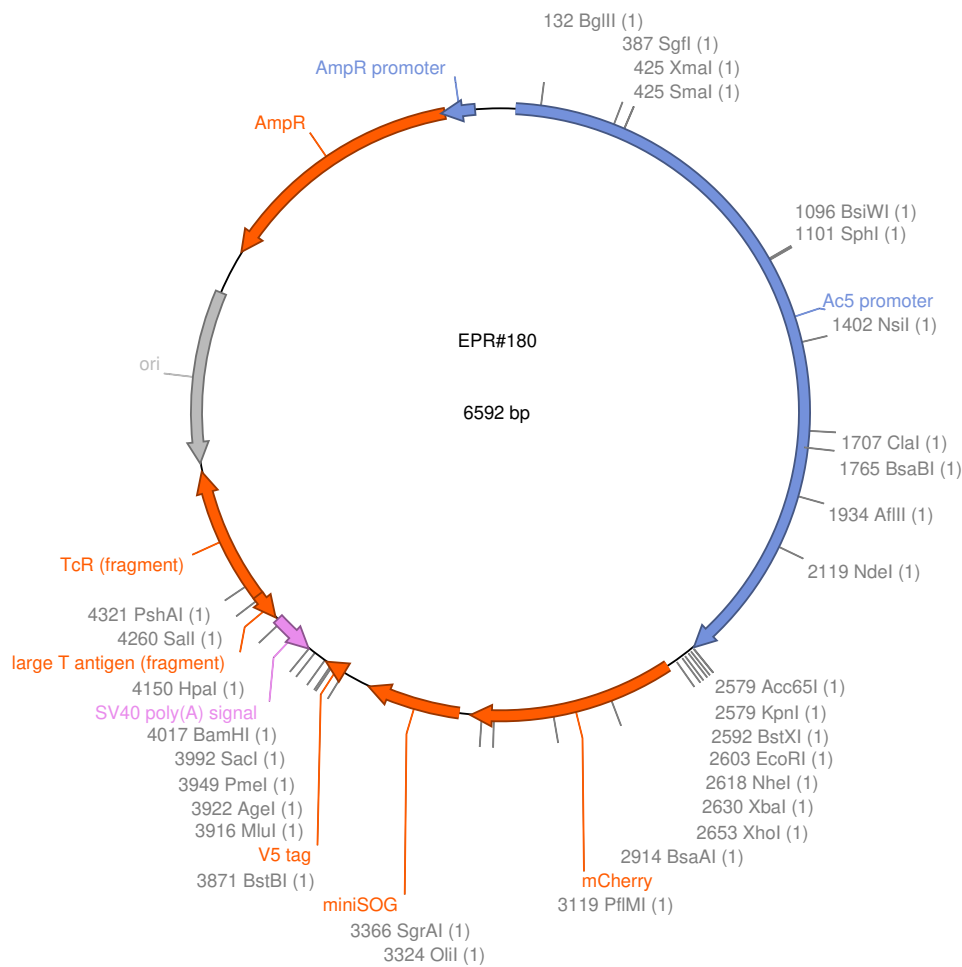 132 BglII (1)
387 SgfI (1)
425 XmaI (1)
425 SmaI (1)
AmpR promoter
AmpR
1096 BsiWI (1)
1101 SphI (1)
Ac5 promoter
1402 NsiI (1)
EPR#180
6592 bp
ori
1707 ClaI (1)
1765 BsaBI (1)
1934 AflII (1)
2119 NdeI (1)
TcR (fragment)
4321 PshAI (1)
4260 SalI (1)
large T antigen (fragment)
4150 HpaI (1)
SV40 poly(A) signal
4017 BamHI (1)
3992 SacI (1)
3949 PmeI (1)
3922 AgeI (1)
3916 MluI (1)
V5 tag
3871 BstBI (1)
miniSOG
3366 SgrAI (1)
3324 OliI (1)
2579 Acc65I (1)
2579 KpnI (1)
2592 BstXI (1)
2603 EcoRI (1)
2618 NheI (1)
2630 XbaI (1)
2653 XhoI (1)
2914 BsaAI (1)
mCherry
3119 PflMI (1)